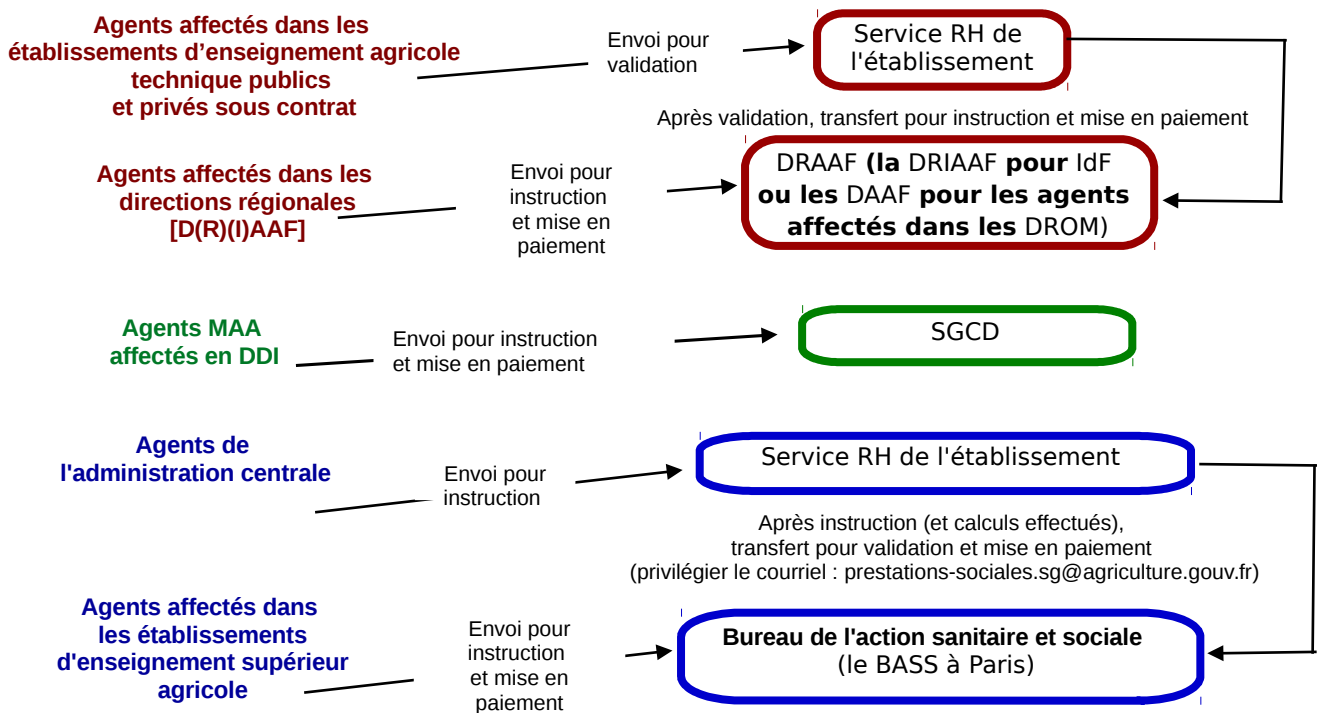 Agents affectés dans les
établissements d'enseignement agricole
technique publics
et privés sous contrat
Envoi pour
validation
Service RH de
l'établissement
Après validation, transfert pour instruction et mise en paiement
Agents affectés dans les
directions régionales
[D(R)(I)AAF]
Envoi pour
instruction
et mise en
paiement
DRAAF (la DRIAAF pour IdF
ou les DAAF pour les agents
affectés dans les DROM)
Agents MAA
affectés en DDI
Envoi pour instruction
et mise en paiement
SGCD
Agents de
l'administration centrale
Envoi pour
instruction
Service RH de l'établissement
Après instruction (et calculs effectués),
transfert pour validation et mise en paiement
(privilégier le courriel : prestations-sociales.sg@agriculture.gouv.fr)
Agents affectés dans
les établissements
d'enseignement supérieur
agricole
Envoi pour
instruction
et mise en
paiement
Bureau de l'action sanitaire et sociale
(le BASS à Paris)